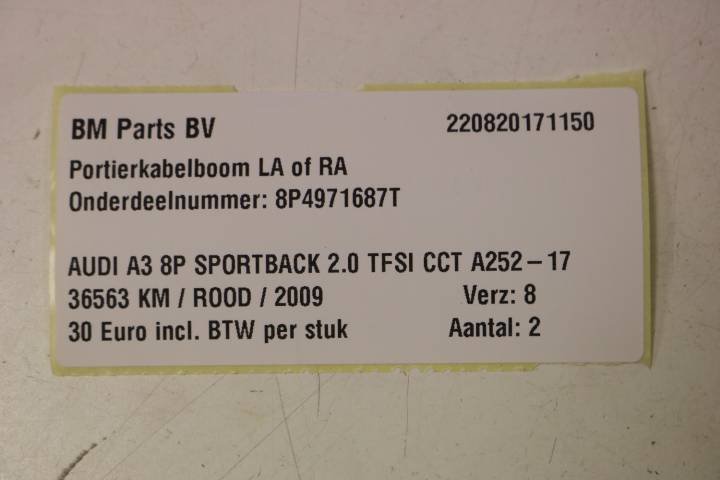 BM Parts BV 220820171150
Portierkabelboom LA of RA
Onderdeelnummer: 8P4971687T
AUDI A3 8P SPORTBACK 2.0 TFSI CCT A252-17
36563 KM / ROOD / 2009 Verz: 8
30 Euro incl. BTW per stuk Aantal: 2